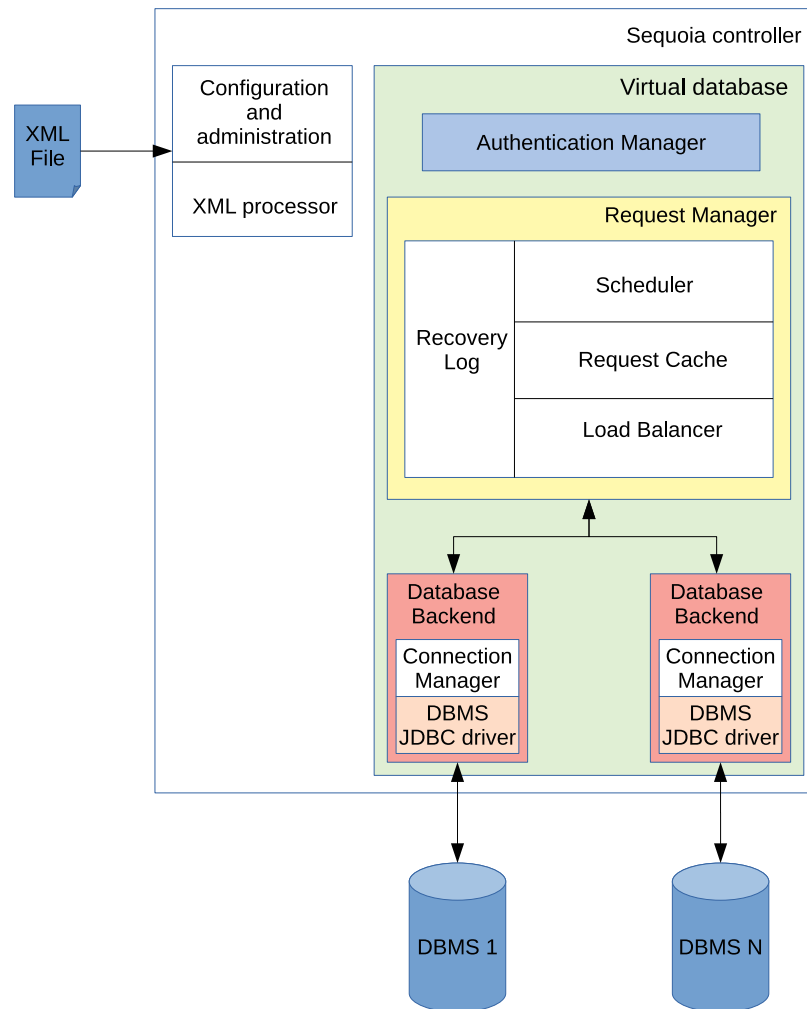 Sequoia controller
Configuration
and
administration
XML processor
XML
File
Virtual database
Authentication Manager
Request Manager
Recovery
Log
Scheduler
Request Cache
Load Balancer
Database
Backend
Connection
Manager
DBMS
JDBC driver
Database
Backend
Connection
Manager
DBMS
JDBC driver
DBMS 1
DBMS N